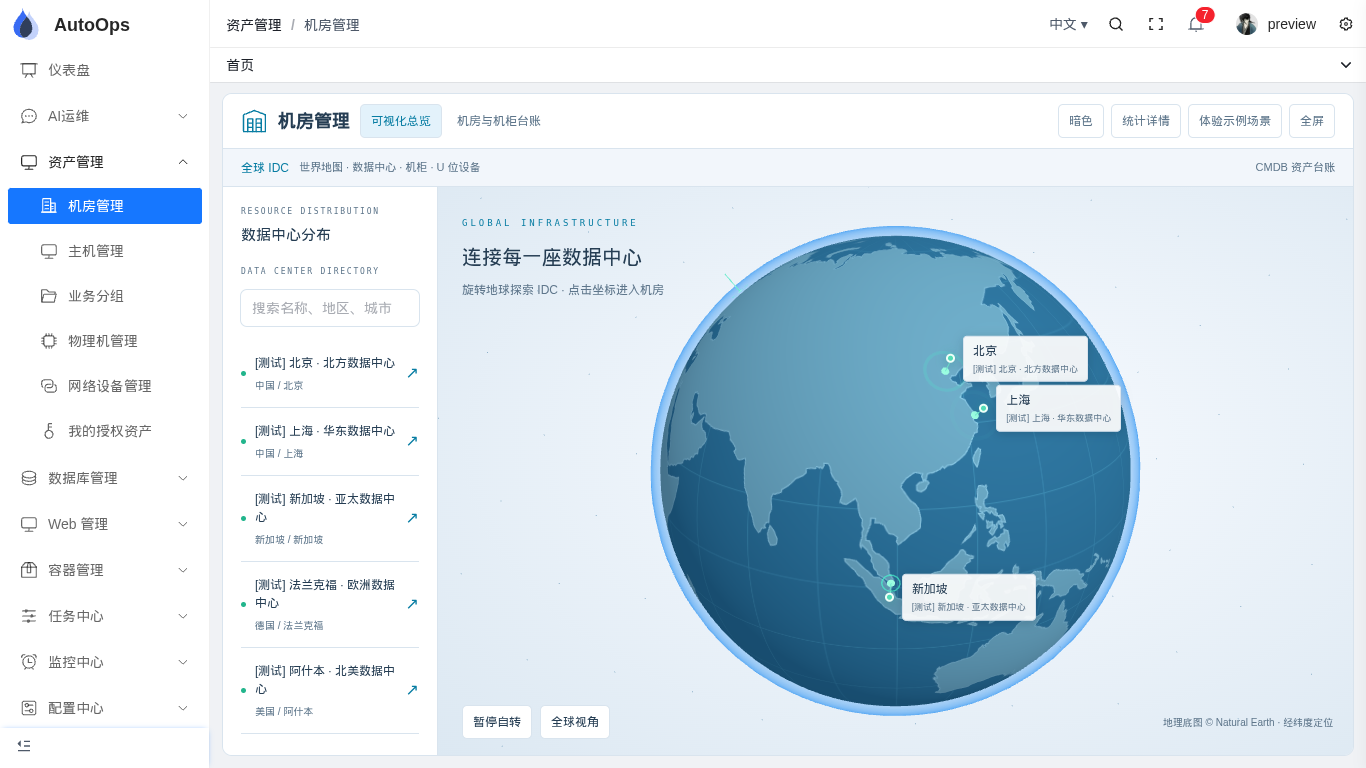 AutoOps
仪表盘
AI运维
资产管理
机房管理
主机管理
业务分组
物理机管理
网络设备管理
我的授权资产
数据库管理
Web 管理
容器管理
任务中心
监控中心
配置中心
资产管理 / 机房管理
中文 ▾
7
preview
首页
机房管理
可视化总览
机房与机柜台账
暗色
统计详情
体验示例场景
全屏
全球 IDC
世界地图 · 数据中心 · 机柜 · U 位设备
CMDB 资产台账
RESOURCE DISTRIBUTION
数据中心分布
DATA CENTER DIRECTORY
搜索名称、地区、城市
[测试] 北京 · 北方数据中心
中国 / 北京
[测试] 上海 · 华东数据中心
中国 / 上海
[测试] 新加坡 · 亚太数据中
心
新加坡 / 新加坡
[测试] 法兰克福 · 欧洲数据
中心
德国 / 法兰克福
[测试] 阿什本 · 北美数据中
心
美国 / 阿什本
GLOBAL INFRASTRUCTURE
连接每一座数据中心
旋转地球探索 IDC · 点击坐标进入机房
北京
[测试] 北京 · 北方数据中心
上海
[测试] 上海 · 华东数据中心
新加坡
[测试] 新加坡 · 亚太数据中心
暂停自转
全球视角
地理底图 © Natural Earth · 经纬度定位